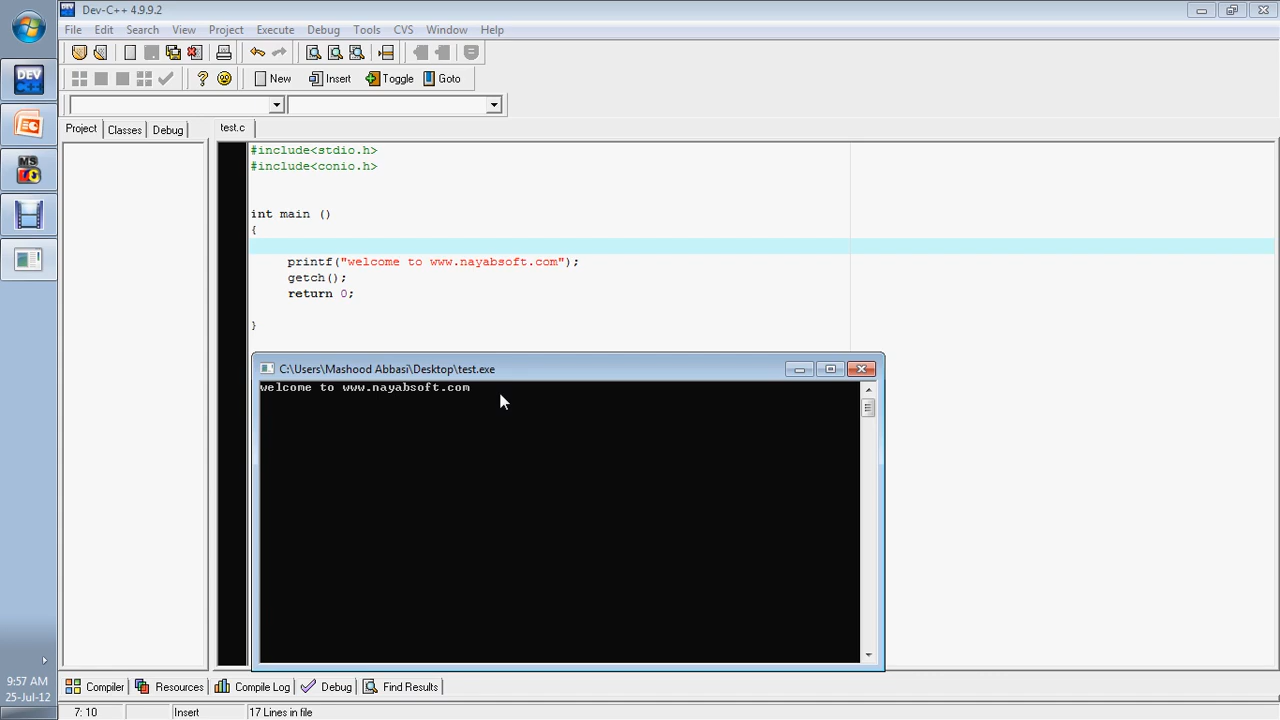 Dev-C++ 4.9.9.2
File Edit Search View Project Execute Debug Tools CVS Window Help
DEV C++
New Insert Toggle Goto
Project Classes Debug test.c
MS
#include<stdio.h>
#include<conio.h>
int main ()
{
printf("welcome to www.nayabsoft.com");
getch();
return 0;
}
C:\Users\Mashood Abbasi\Desktop\test.exe
welcome to www.nayabsoft.com
Compiler Resources Compile Log Debug Find Results
9:57 AM
25-Jul-12
7: 10 Insert 17 Lines in file